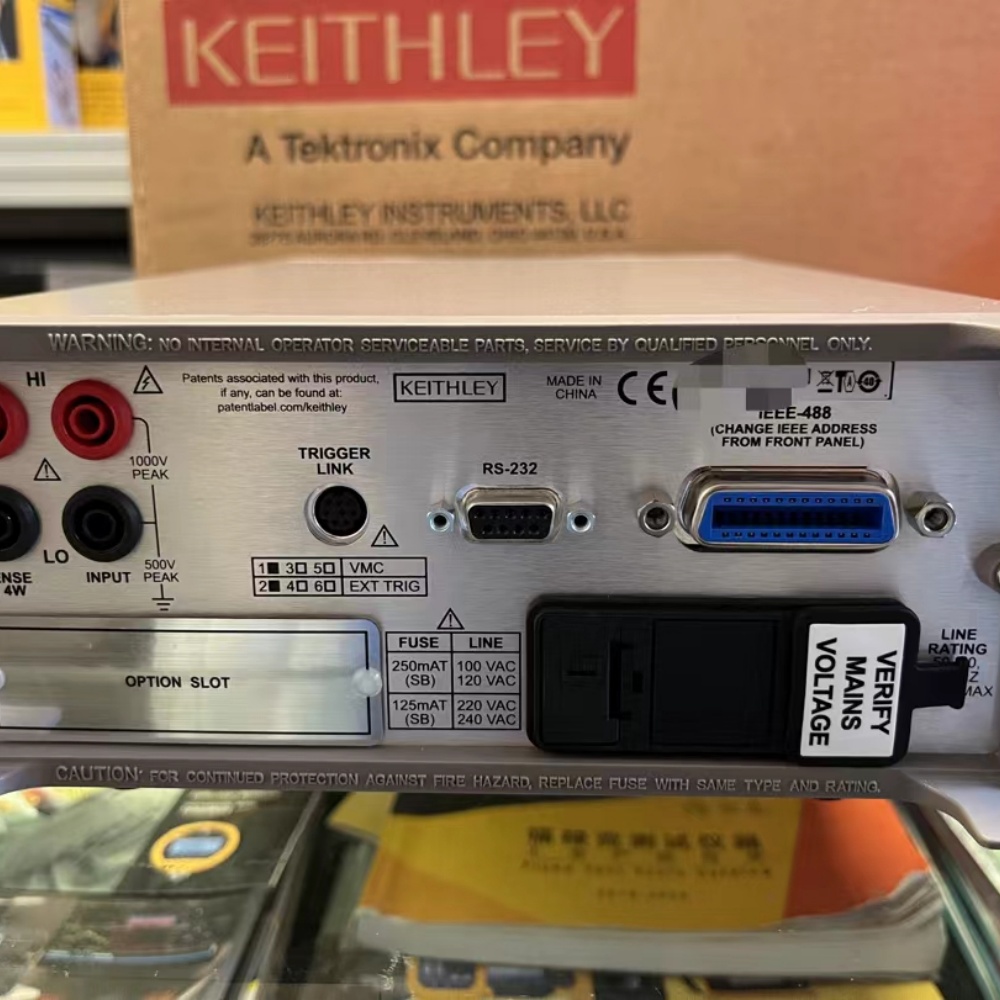 KEITHLEY
A Tektronix Company
KEITHLEY INSTRUMENTS, LLC
WARNING: NO INTERNAL OPERATOR SERVICEABLE PARTS, SERVICE BY QUALIFIED PERSONNEL ONLY.
HI
Patents associated with this product,
if any, can be found at:
patentlabel.com/keithley
KEITHLEY
MADE IN
CHINA
CE
IEEE-488
(CHANGE IEEE ADDRESS
FROM FRONT PANEL)
TRIGGER
LINK
RS-232
1000V
PEAK
LO
INPUT
500V
PEAK
4W
1■ 3□ 5□ VMC
2■ 4□ 6□ EXT TRIG
OPTION SLOT
FUSE LINE
250mAT 100 VAC
(SB) 120 VAC
125mAT 220 VAC
(SB) 240 VAC
VERIFY
MAINS
VOLTAGE
LINE
RATING
MAX
CAUTION: FOR CONTINUED PROTECTION AGAINST FIRE HAZARD, REPLACE FUSE WITH SAME TYPE AND RATING.